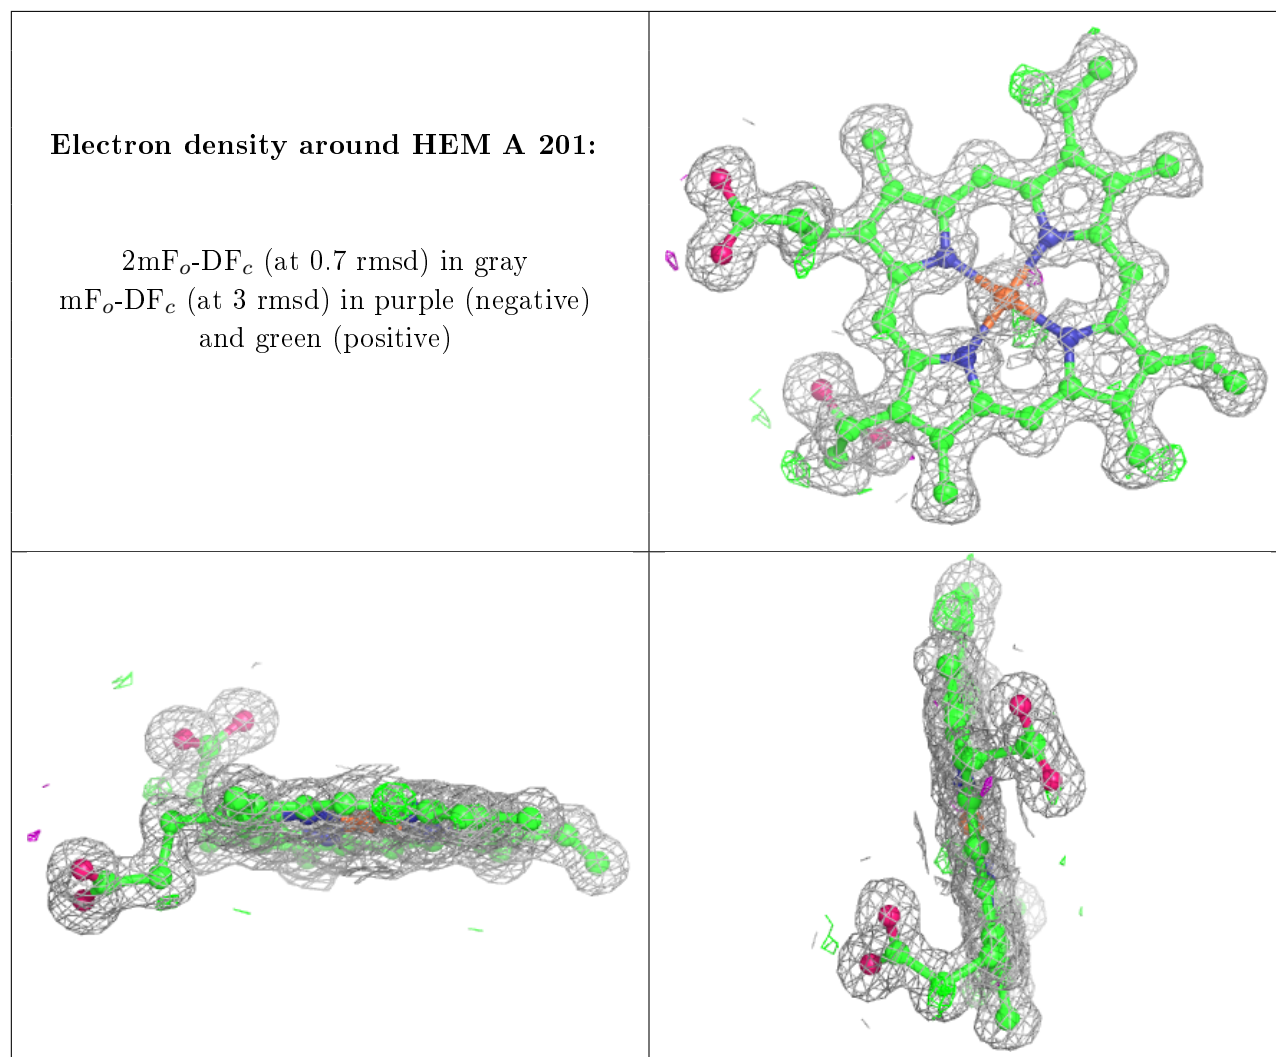 Electron density around HEM A 201:
2mFo-DFc (at 0.7 rmsd) in gray
mFo-DFc (at 3 rmsd) in purple (negative)
and green (positive)